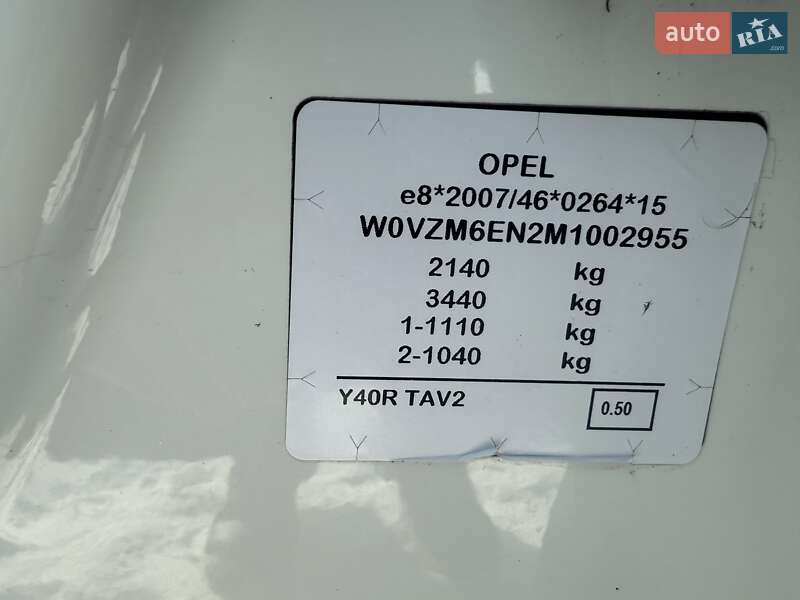 auto RIA
.com
OPEL
e8*2007/46*0264*15
W0VZM6EN2M1002955
2140 kg
3440 kg
1-1110 kg
2-1040 kg
Y40R TAV2
0.50